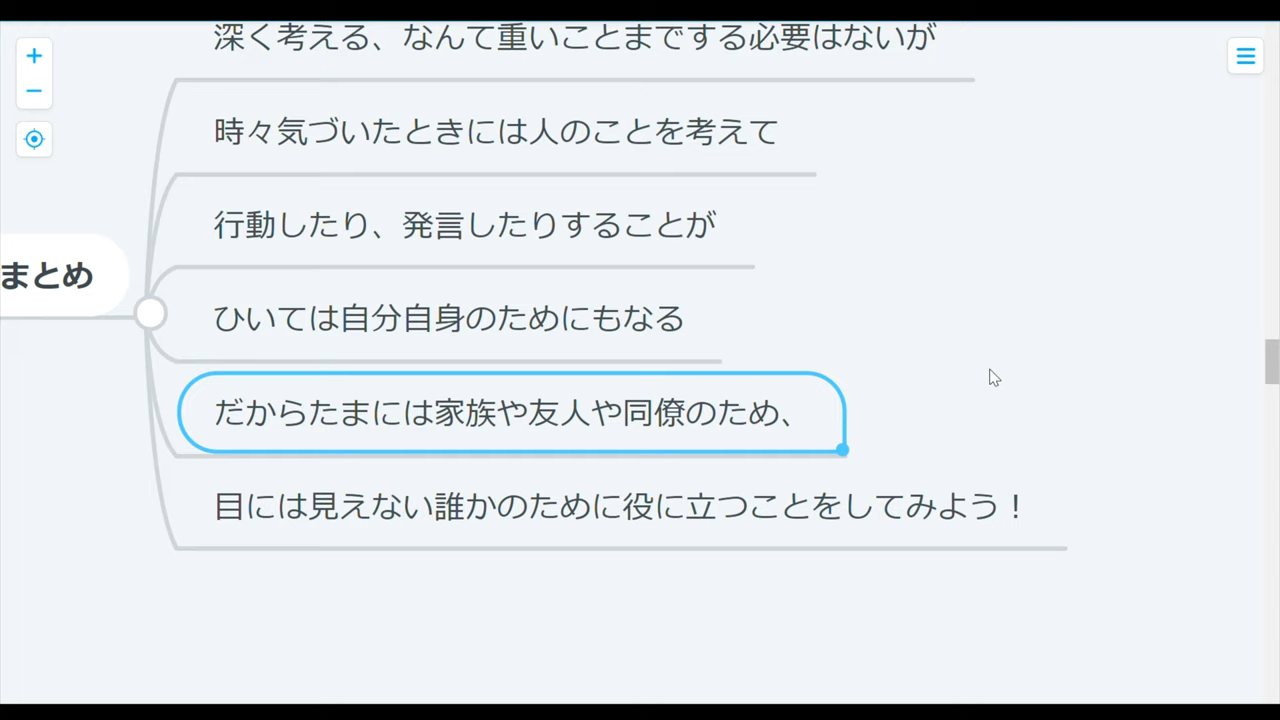 深く考える、なんて重いことまでする必要はないが
時々気づいたときには人のことを考えて
行動したり、発言したりすることが
まとめ
ひいては自分自身のためにもなる
だからたまには家族や友人や同僚のため、
目には見えない誰かのために役に立つことをしてみよう！